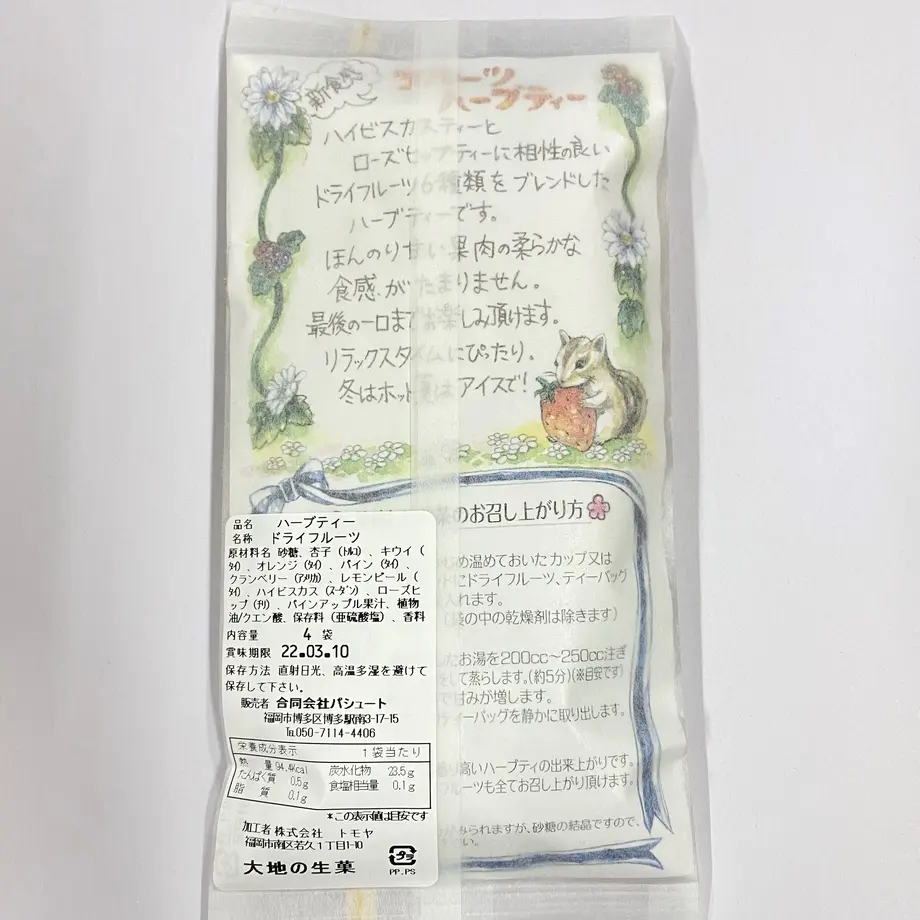 新食感
フルーツ
ハーブティー
ハイビスカスティーと
ローズヒップティーに相性の良い
ドライフルーツ6種類をブレンドした
ハーブティーです。
ほんのり甘い果肉の柔らかな
食感がたまりません。
最後の一口までお楽しみ頂けます。
リラックスタイムにぴったり。
冬はホット夏はアイスで!
のお召し上がり方
温めておいたカップ又は
にドライフルーツ、ティーバッグ
入れます。
袋の中の乾燥剤は除きます)
したお湯を200cc~250cc注ぎ
をして蒸らします。(約5分)(※目安です)
で甘みが増します。
ティーバッグを静かに取り出します。
高いハーブティの出来上がりです。
フルーツも全てお召し上がり頂けます。
みられますが、砂糖の結晶ですので、
品名 ハーブティー
名称 ドライフルーツ
原材料名 砂糖、杏子(トルコ)、キウイ(
タイ)、オレンジ(タイ)、パイン(タイ)、
クランベリー(アメリカ)、レモンピール(
タイ)、ハイビスカス(スーダン)、ローズヒ
ップ(チリ)、パインアップル果汁、植物
油/クエン酸、保存料(亜硫酸塩)、香料
内容量 4 袋
賞味期限 22.03.10
保存方法 直射日光、高温多湿を避けて
保存して下さい。
販売者 合同会社パシュート
福岡市博多区博多駅南3-17-15
℡050-7114-4406
栄養成分表示 1袋当たり
熱量 94.4kcal 炭水化物 23.5g
たんぱく質 0.5g 食塩相当量 0.1g
脂質 0.1g
*この表示値は目安です
加工者 株式会社 トモヤ
福岡市南区若久1丁目1-10
大地の生菓
プラ
PP.PS